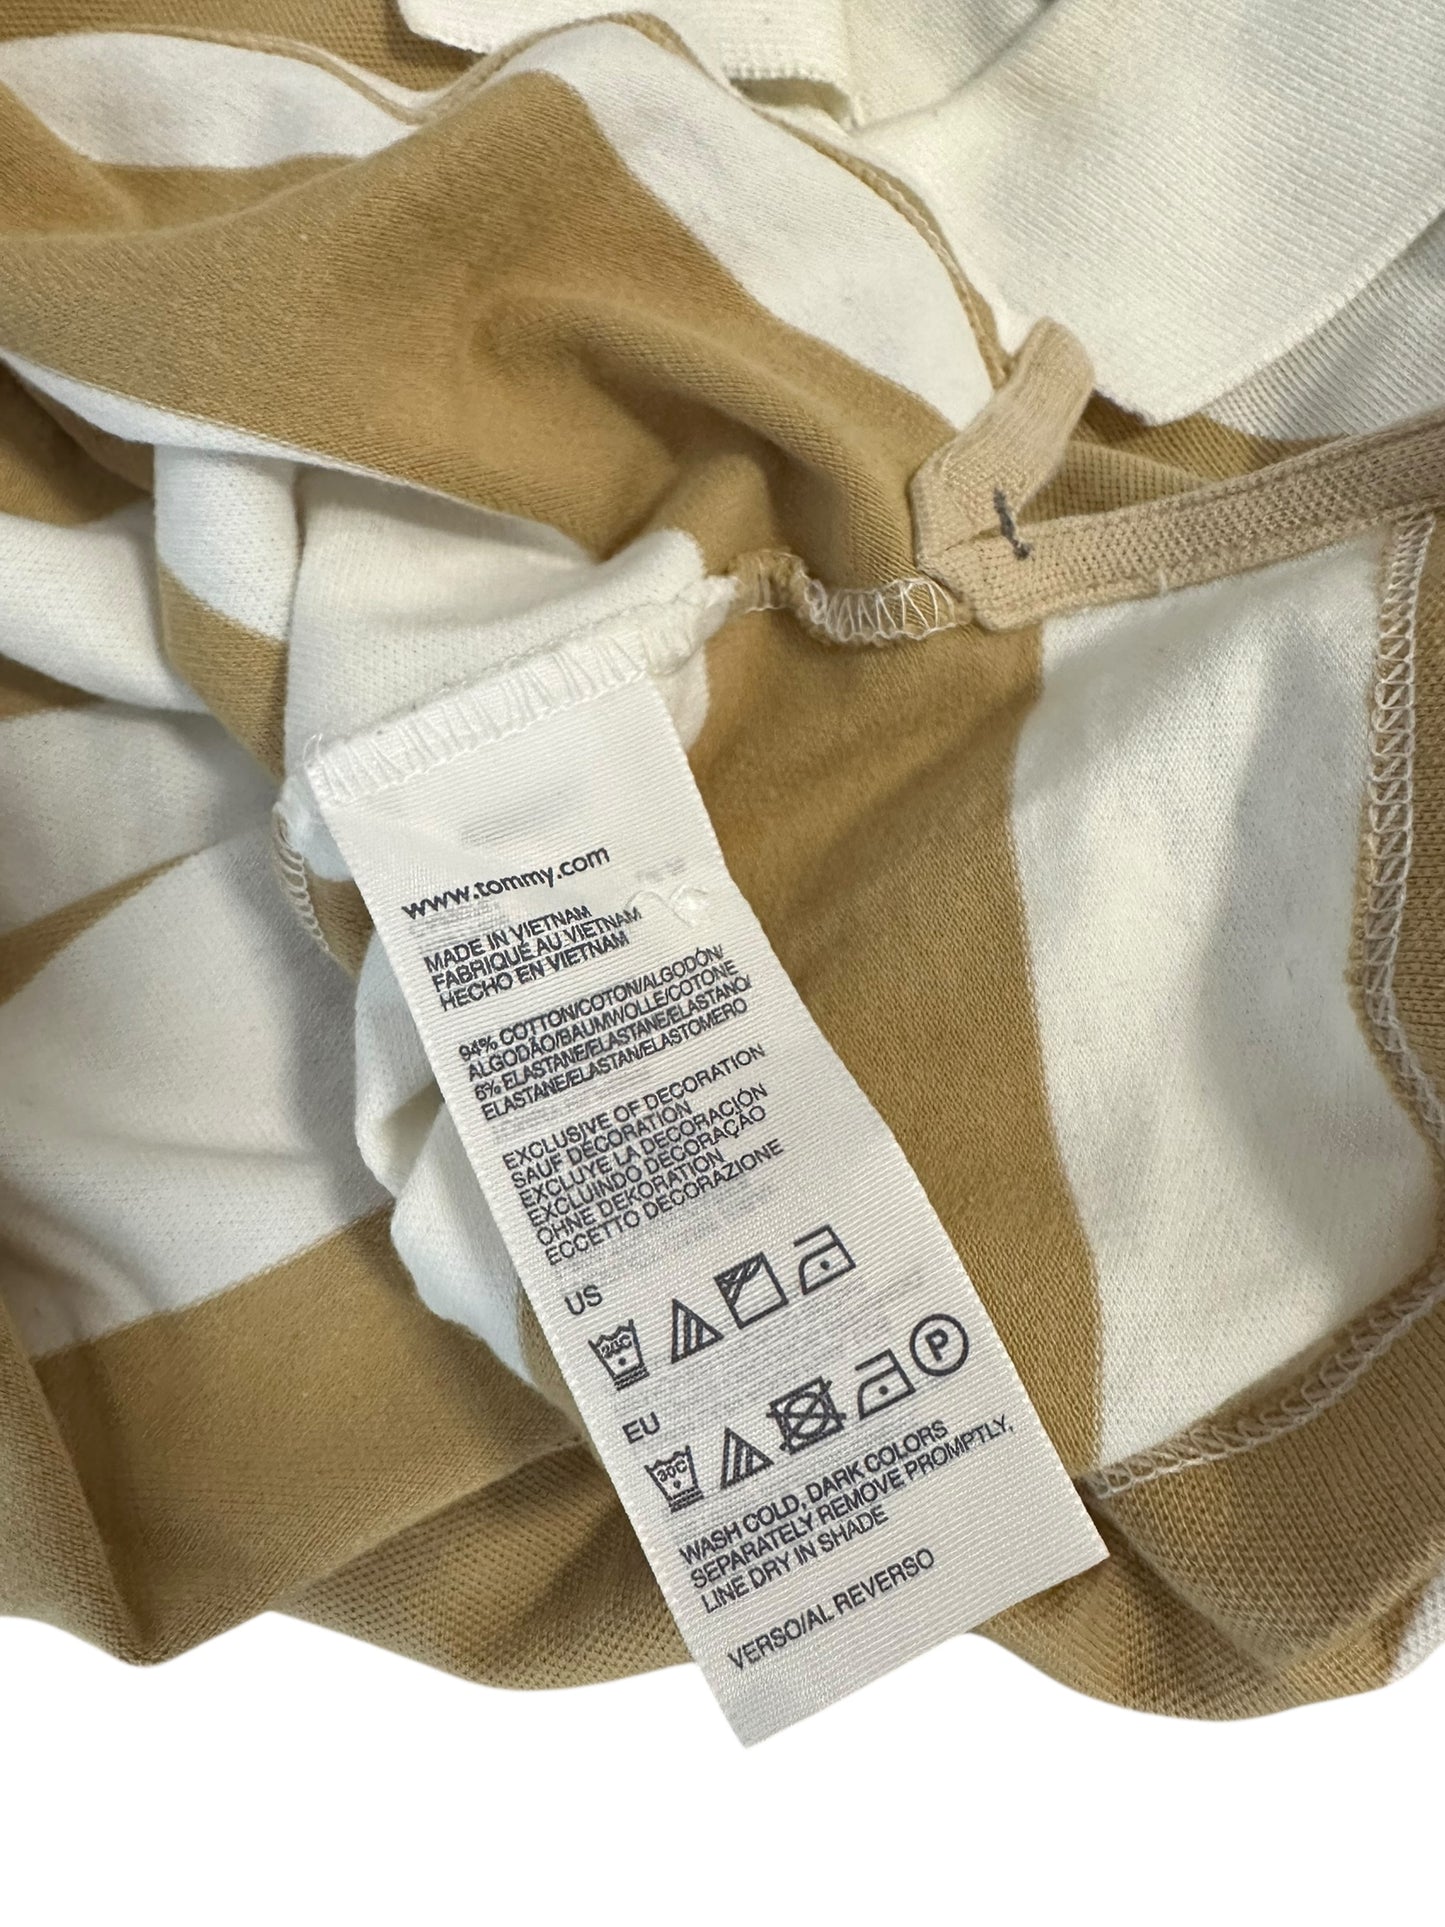 www.tommy.com
MADE IN VIETNAM
FABRIQUÉ AU VIETNAM
HECHO EN VIETNAM
94% COTTON/COTON/ALGODÓN/
ALGODÃO/BAUMWOLLE/COTONE
6% ELASTANE/ELASTANE/ELASTANO/
ELASTANE/ELASTAN/ELASTOMERO
EXCLUSIVE OF DECORATION
SAUF DÉCORATION
EXCLUYE LA DECORACIÓN
EXCLUINDO DECORAÇÃO
OHNE DEKORATION
ECCETTO DECORAZIONE
US
EU
30C
P
WASH COLD, DARK COLORS
SEPARATELY REMOVE PROMPTLY,
LINE DRY IN SHADE
VERSO/AL REVERSO